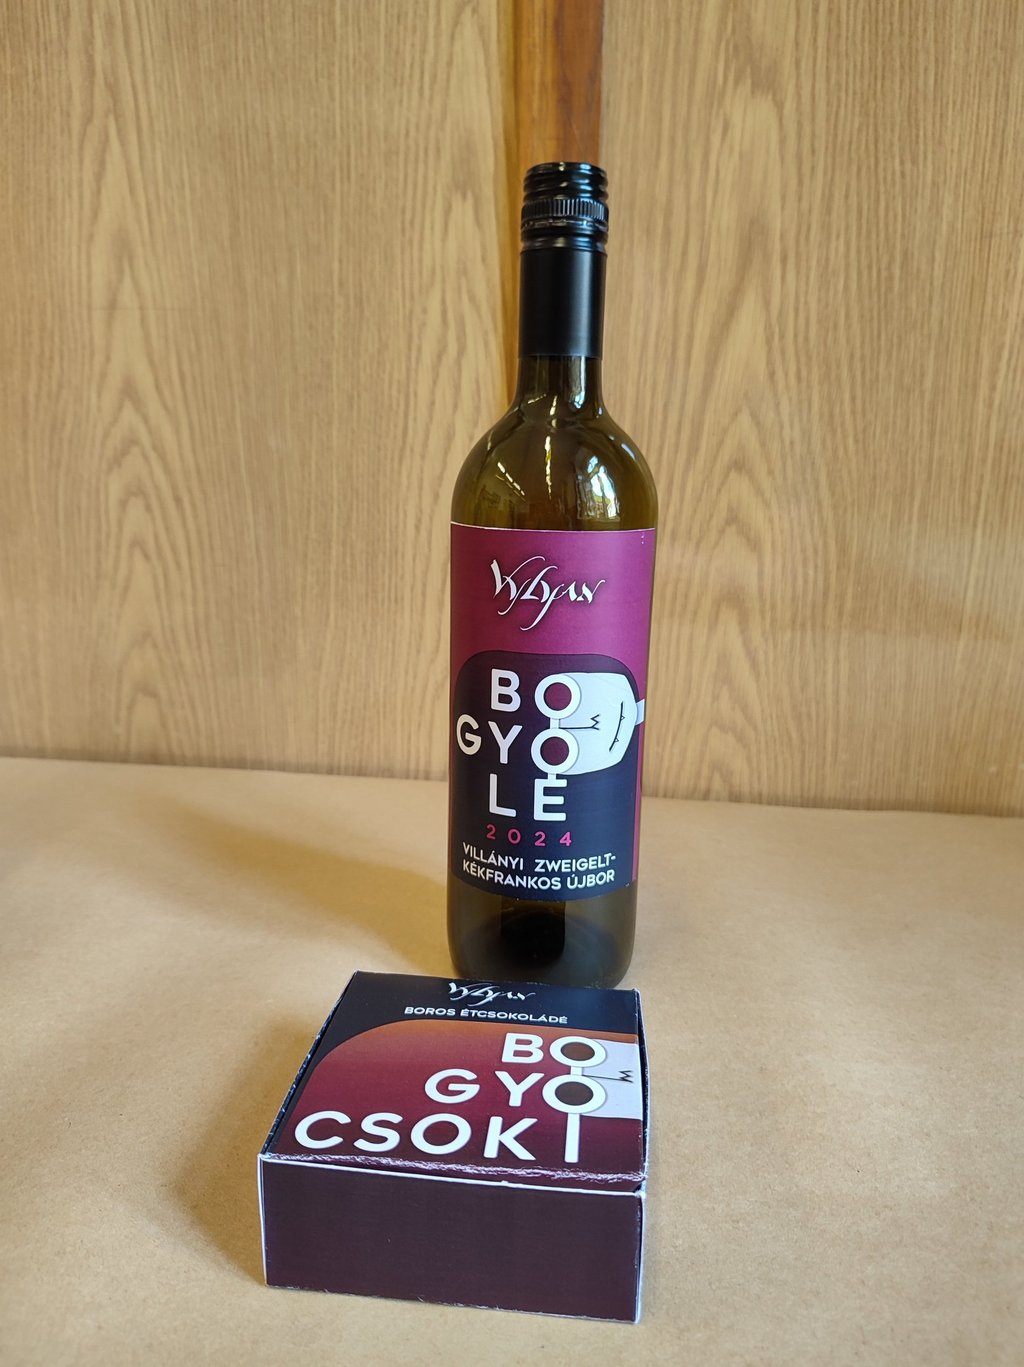 Vylyan
BO
GYO
LÉ
2024
VILLÁNYI ZWEIGELT-
KÉKFRANKOS ÚJBOR
Vylyan
BOROS ÉTCSOKOLÁDÉ
BO
GYO
CSOKI